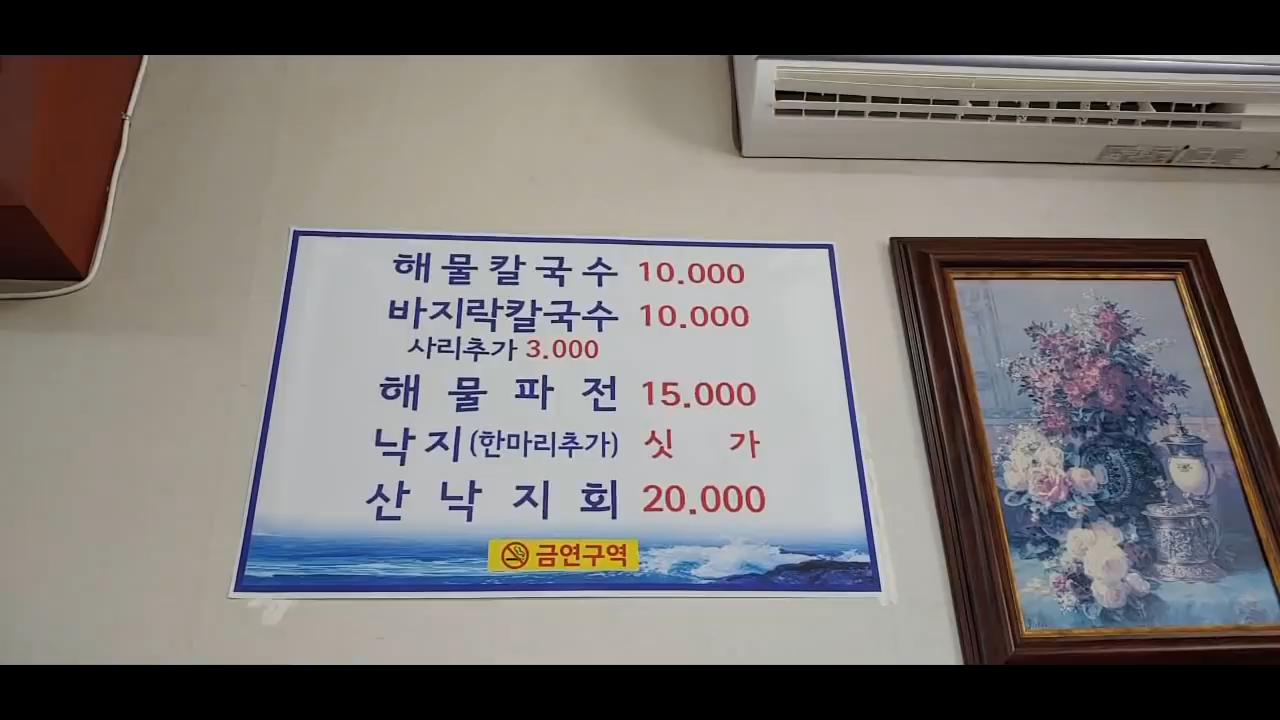 해물칼국수 10.000
바지락칼국수 10.000
사리추가 3.000
해물파전 15.000
낙지(한마리추가) 싯가
산낙지회 20.000
금연구역